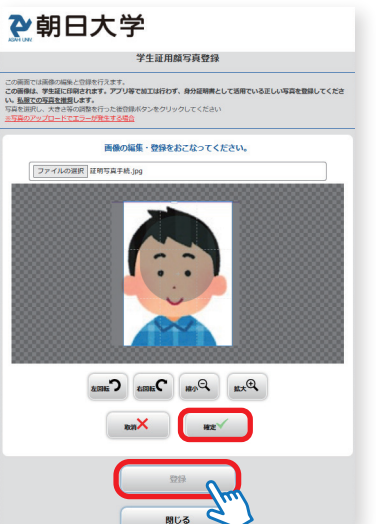 朝日大学
ASAHI UNIV
学生証用顔写真登録
この画面では画像の編集と登録を行えます。
この画像は、学生証に印刷されます。アプリ等で加工は行わず、身分証明書として活用できる正しい写真を登録してくださ
い。私服での写真を推奨します。
写真を選択し、大きさ等の調整を行った後登録ボタンをクリックしてください
※写真のアップロードでエラーが発生する場合
画像の編集・登録をおこなってください。
ファイルの選択 証明写真手続.jpg
左回転 右回転 縮小 拡大
取消 確定
登録
閉じる